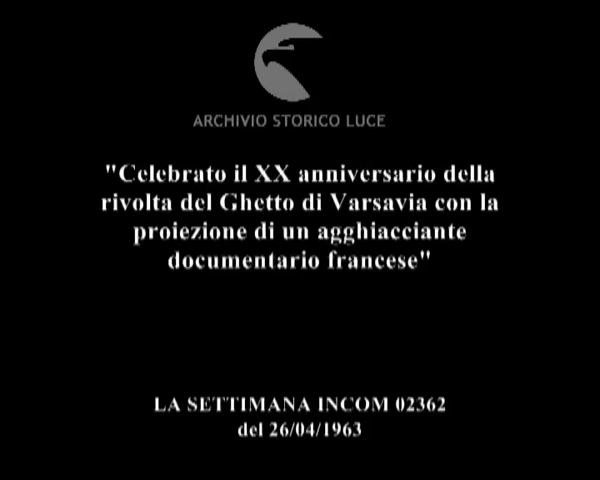 ARCHIVIO STORICO LUCE
"Celebrato il XX anniversario della
rivolta del Ghetto di Varsavia con la
proiezione di un agghiacciante
documentario francese"
LA SETTIMANA INCOM 02362
del 26/04/1963